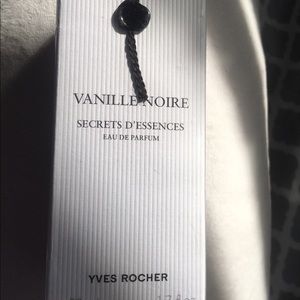 VANILLE NOIRE
SECRETS D'ESSENCES
EAU DE PARFUM
YVES ROCHER